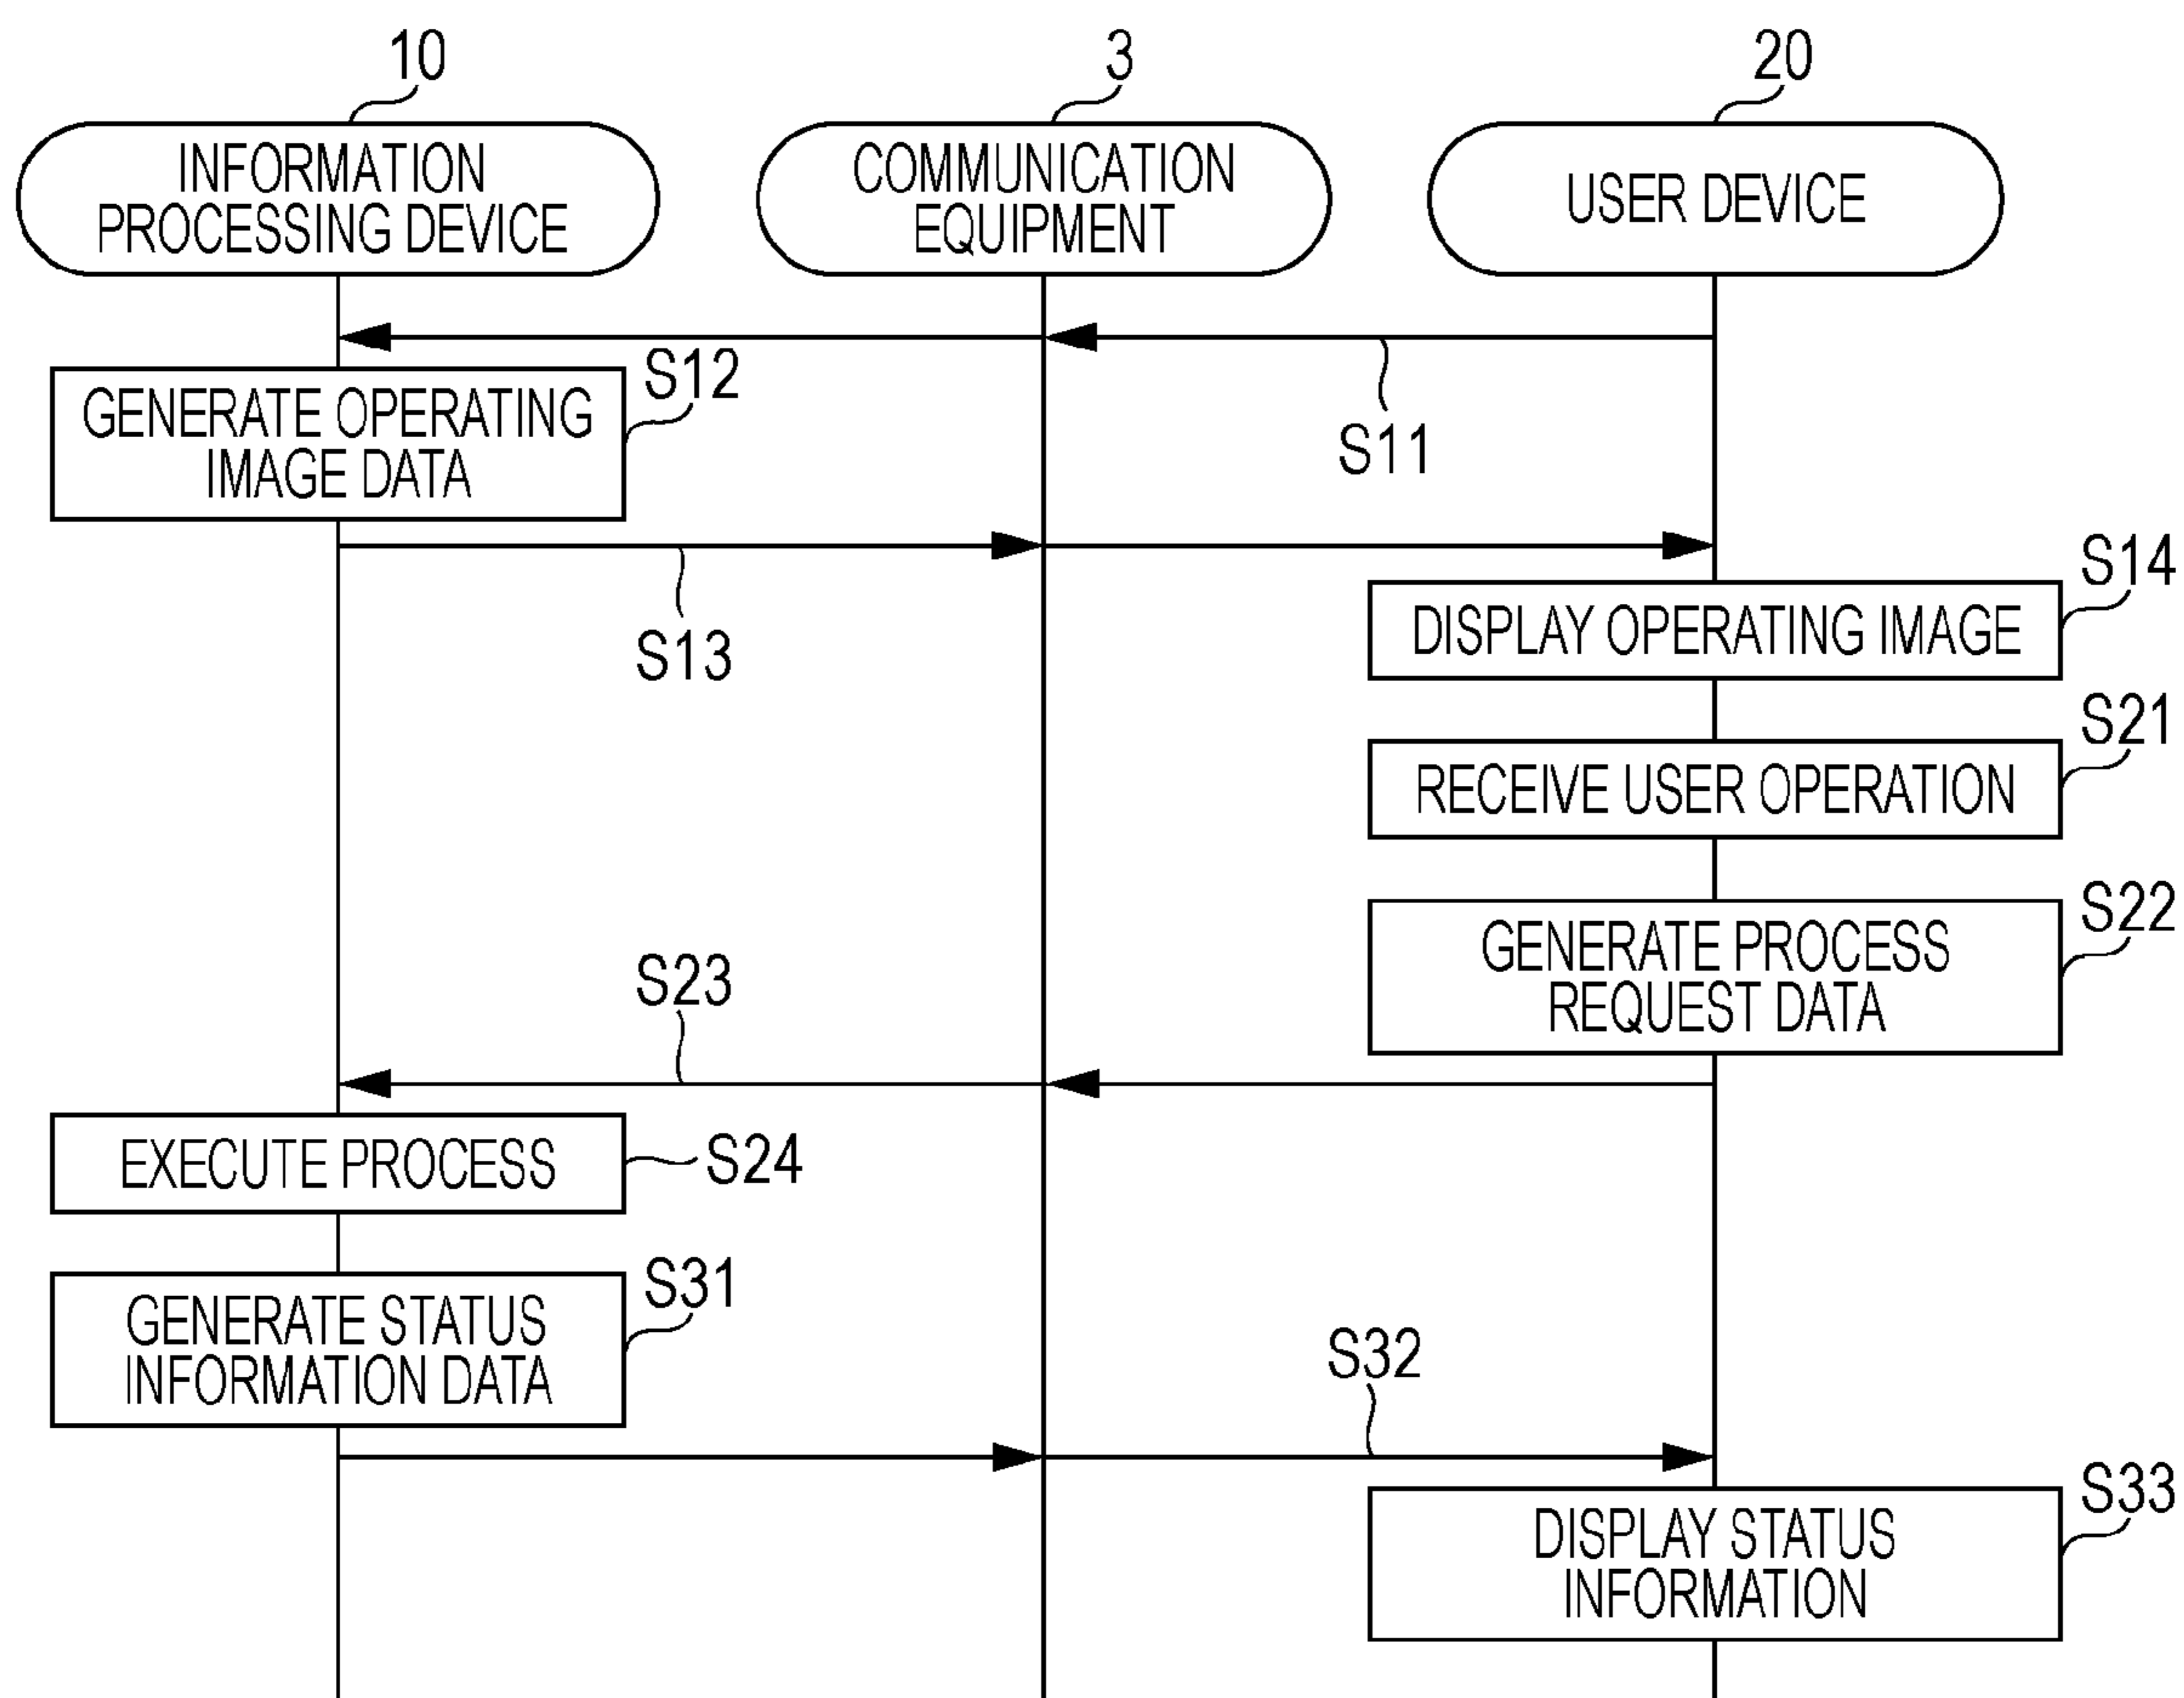 10
3
20
INFORMATION
PROCESSING DEVICE
COMMUNICATION
EQUIPMENT
USER DEVICE
S12
GENERATE OPERATING
IMAGE DATA
S11
S13
S14
DISPLAY OPERATING IMAGE
S21
RECEIVE USER OPERATION
S22
GENERATE PROCESS
REQUEST DATA
S23
EXECUTE PROCESS
S24
S31
GENERATE STATUS
INFORMATION DATA
S32
S33
DISPLAY STATUS
INFORMATION